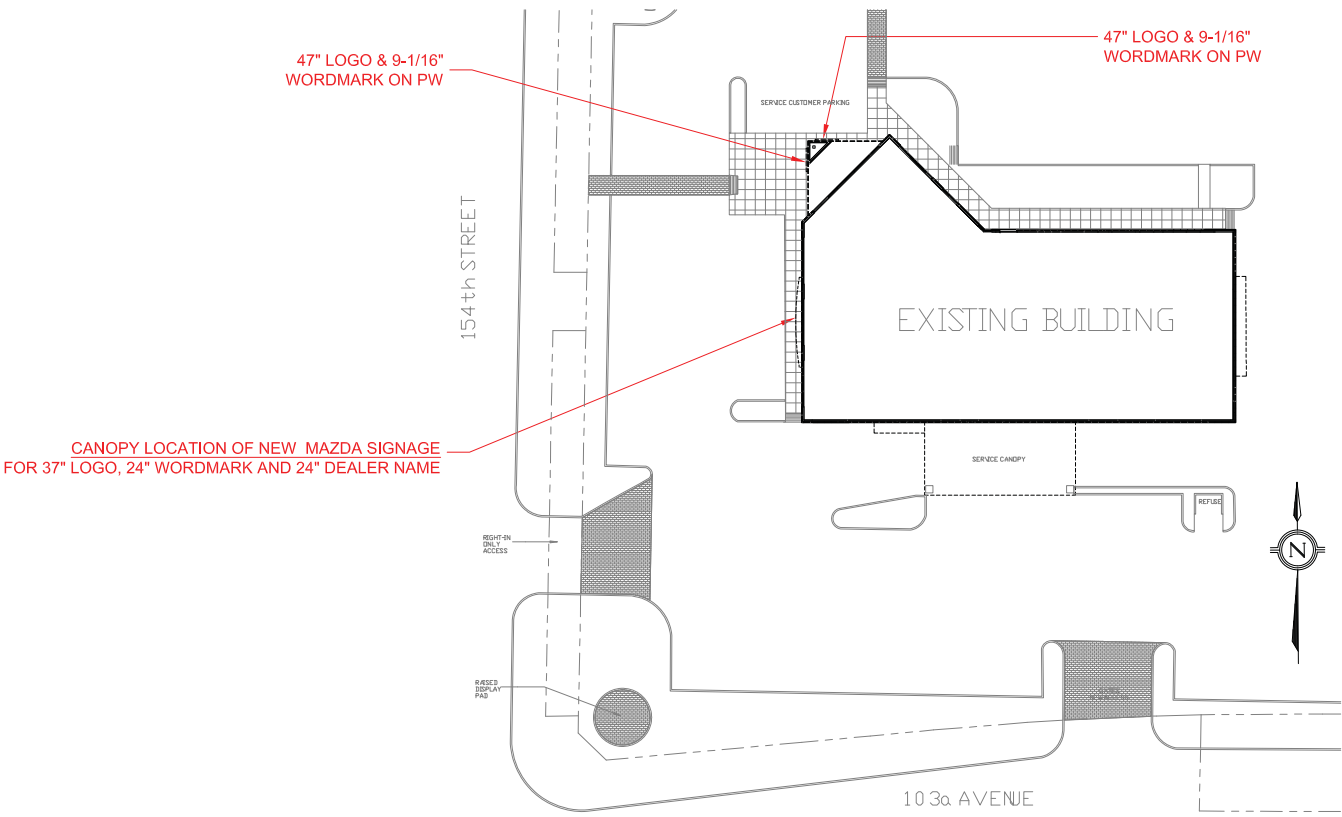 47" LOGO & 9-1/16"
WORDMARK ON PW
47" LOGO & 9-1/16"
WORDMARK ON PW
SERVICE CUSTOMER PARKING
154th STREET
EXISTING BUILDING
CANOPY LOCATION OF NEW MAZDA SIGNAGE
FOR 37" LOGO, 24" WORDMARK AND 24" DEALER NAME
SERVICE CANOPY
REFUSE
RIGHT-IN
ONLY
ACCESS
N
RAISED
DISPLAY
PAD
103a AVENUE